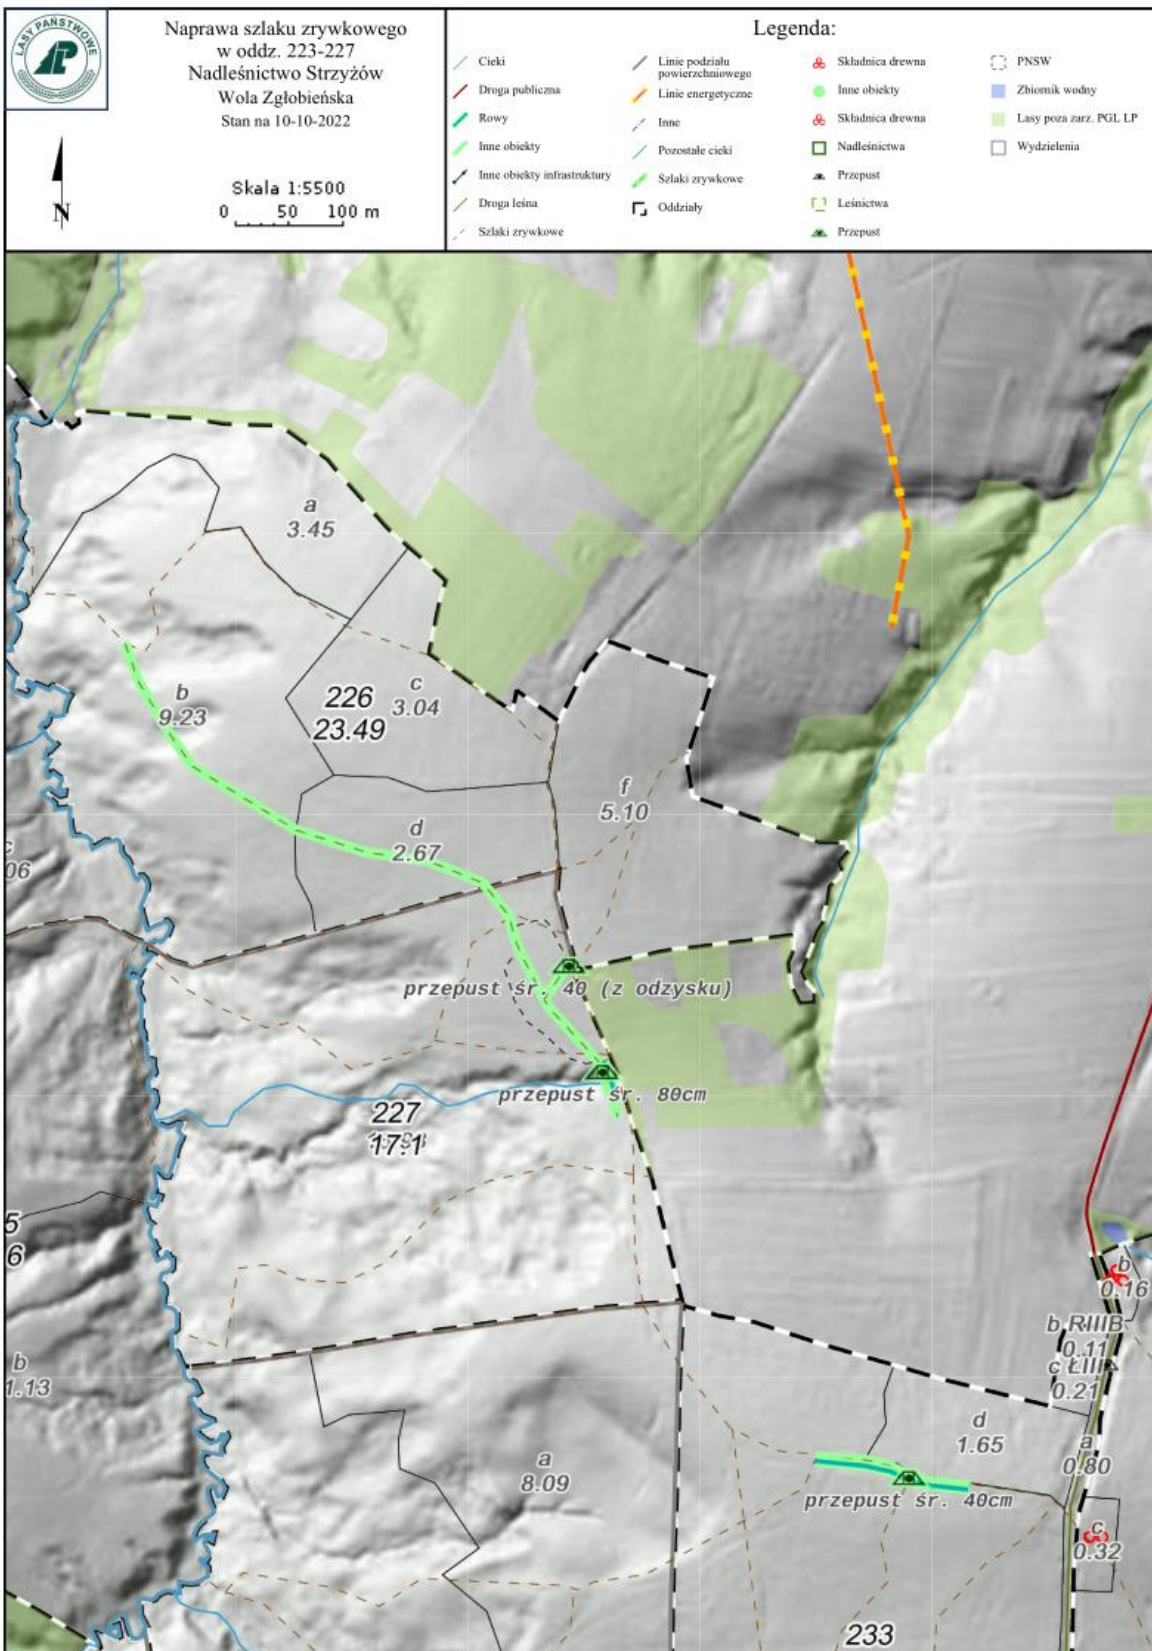 LASY PAŃSTWOWE
Naprawa szlaku zrywkowego
w oddz. 223-227
Nadleśnictwo Strzyżów
Wola Zgłobieńska
Stan na 10-10-2022
N
Skala 1:5500
0 50 100 m
Legenda:
Cieki
Droga publiczna
Rowy
Inne obiekty
Inne obiekty infrastruktury
Droga leśna
Szlaki zrywkowe
Linie podziału
powierzchniowego
Linie energetyczne
Inne
Pozostałe cieki
Szlaki zrywkowe
Oddziały
Składnica drewna
Inne obiekty
Składnica drewna
Nadleśnictwa
Przepust
Leśnictwa
Przepust
PNSW
Zbiornik wodny
Lasy poza zarz. PGL LP
Wydzielenia
a
3.45
b
9.23
226
23.49
c
3.04
f
5.10
d
2.67
c
06
przepust śr. 40 (z odzysku)
przepust śr. 80cm
227
17.1
5
6
b
1.13
b
0.16
b RIIIB
0.11
c ŁIII
0.21
d
1.65
a
0.80
a
8.09
przepust śr. 40cm
c
0.32
233